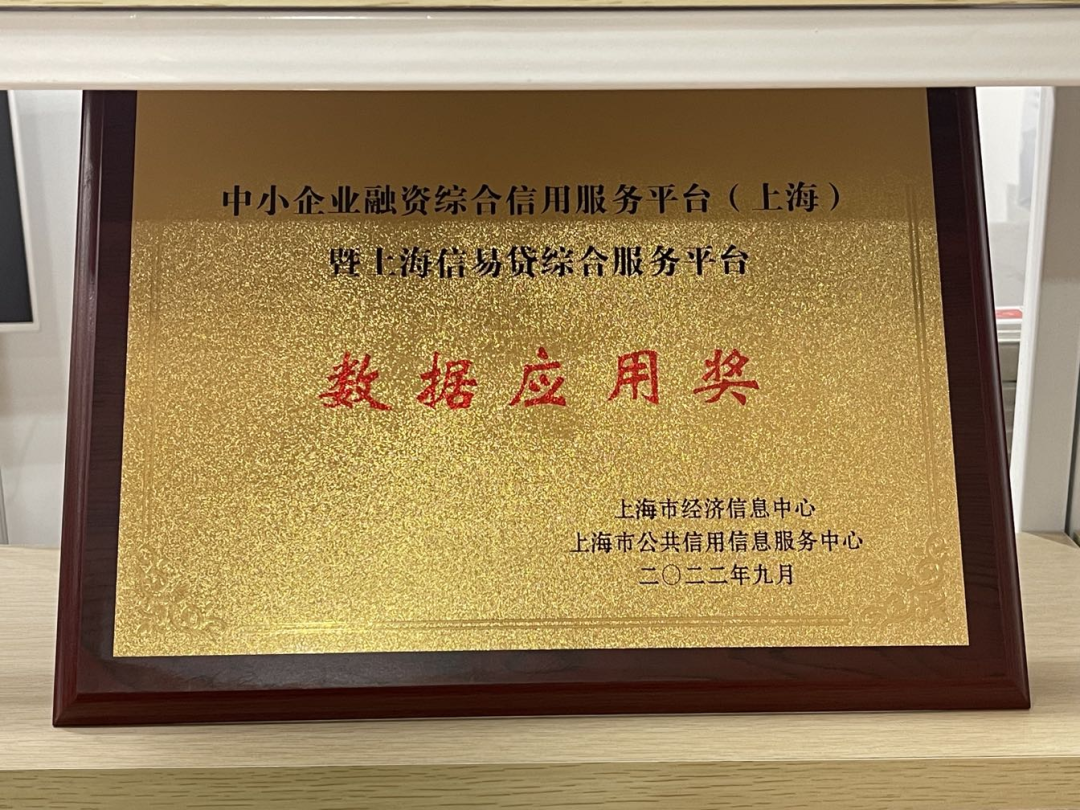 中小企业融资综合信用服务平台（上海）
暨上海信易贷综合服务平台
数据应用奖
上海市经济信息中心
上海市公共信用信息服务中心
二〇二二年九月